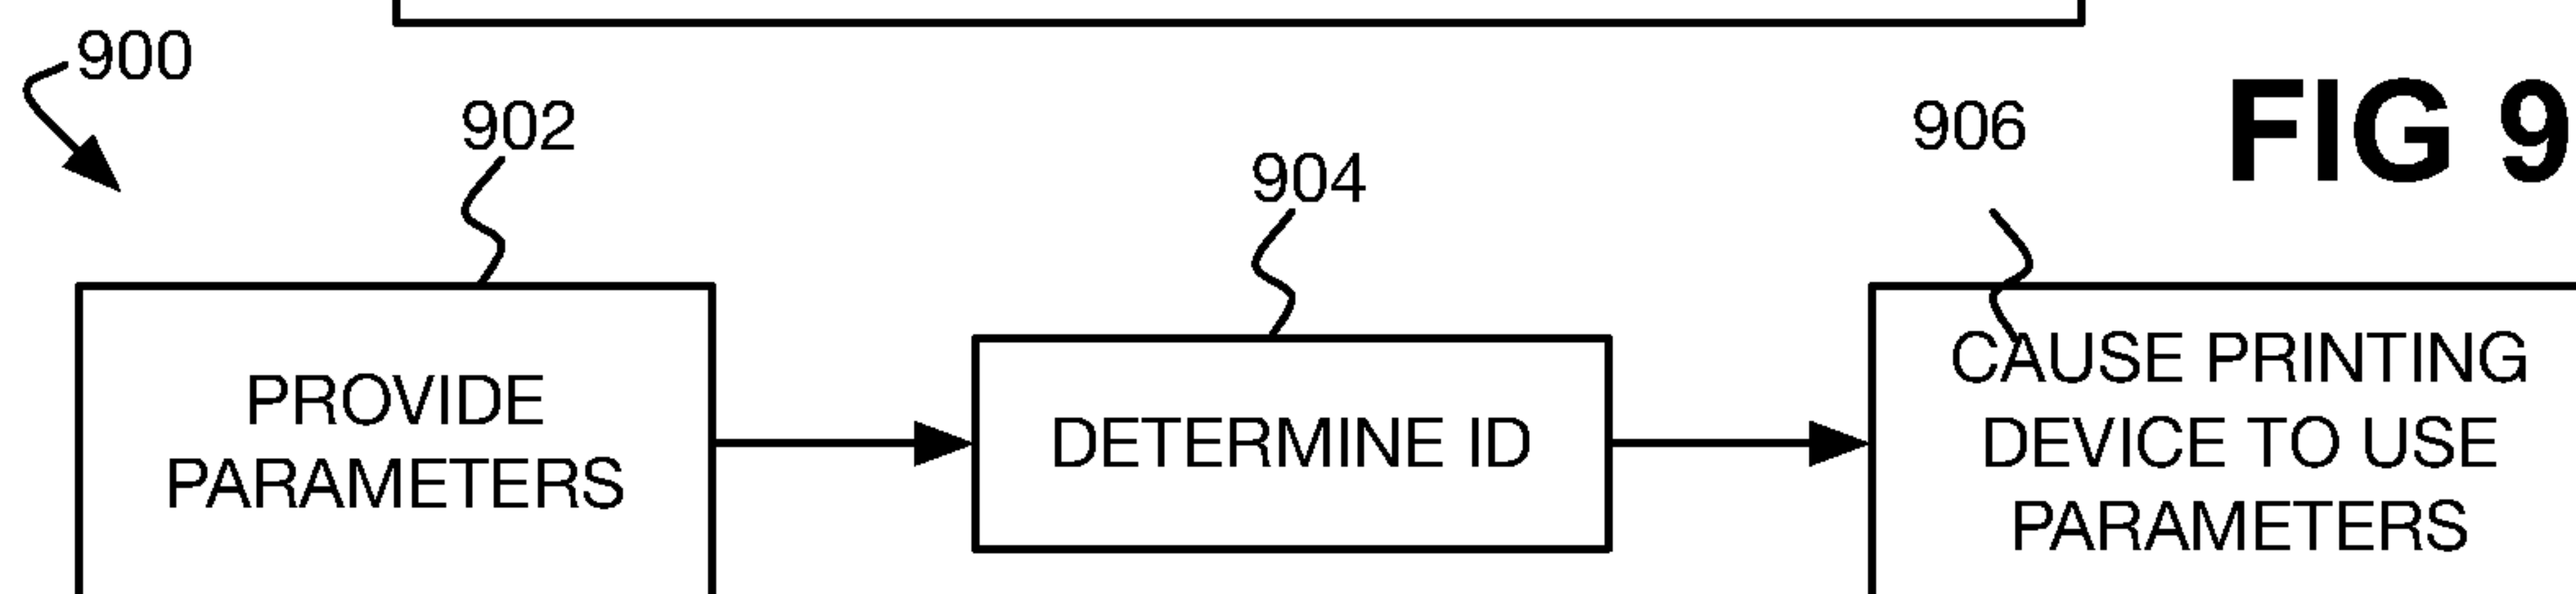 900
902
904
906
FIG 9
PROVIDE
PARAMETERS
DETERMINE ID
CAUSE PRINTING
DEVICE TO USE
PARAMETERS